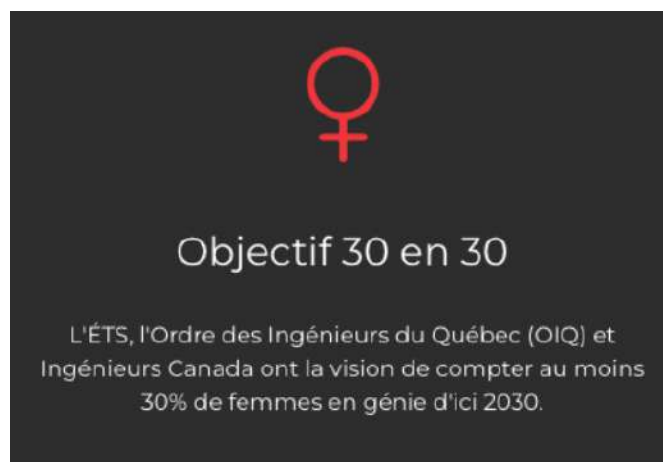 Objectif 30 en 30
L'ÉTS, l'Ordre des Ingénieurs du Québec (OIQ) et
Ingénieurs Canada ont la vision de compter au moins
30% de femmes en génie d'ici 2030.